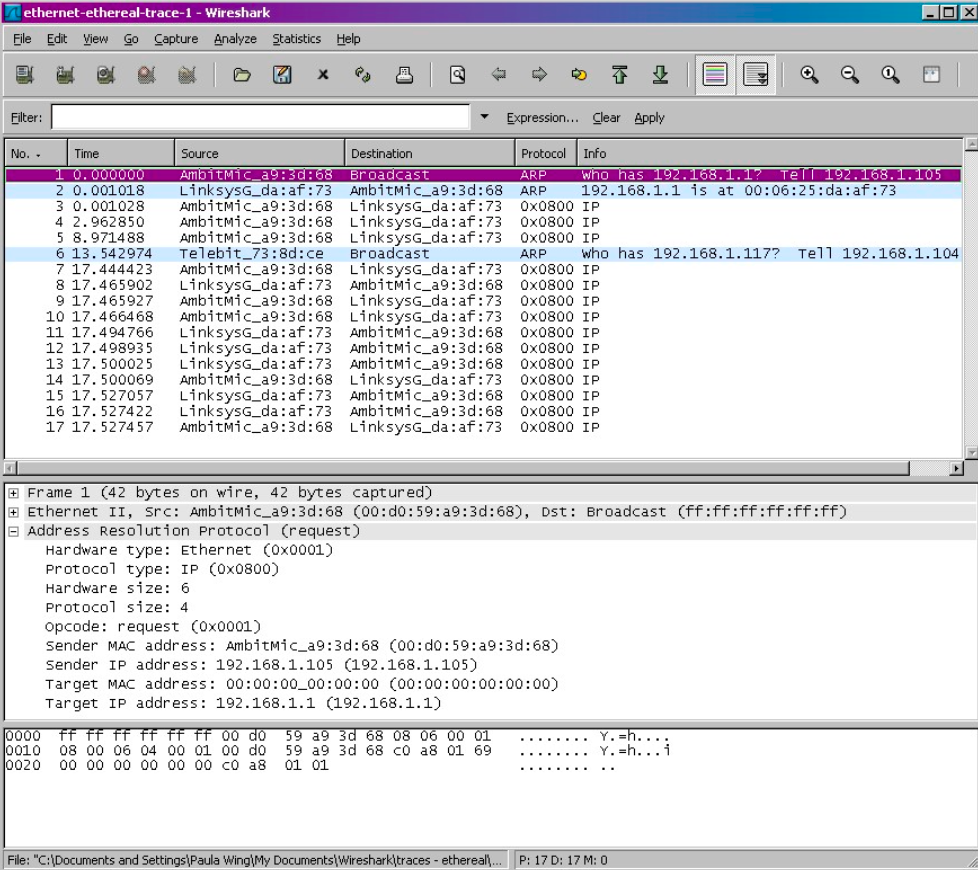 ethernet-ethereal-trace-1 - Wireshark
File Edit View Go Capture Analyze Statistics Help
Filter: Expression... Clear Apply
No. - Time Source Destination Protocol Info
1 0.000000 AmbitMic_a9:3d:68 Broadcast ARP Who has 192.168.1.1? Tell 192.168.1.105
2 0.001018 LinksysG_da:af:73 AmbitMic_a9:3d:68 ARP 192.168.1.1 is at 00:06:25:da:af:73
3 0.001028 AmbitMic_a9:3d:68 LinksysG_da:af:73 0x0800 IP
4 2.962850 AmbitMic_a9:3d:68 LinksysG_da:af:73 0x0800 IP
5 8.971488 AmbitMic_a9:3d:68 LinksysG_da:af:73 0x0800 IP
6 13.542974 Telebit_73:8d:ce Broadcast ARP Who has 192.168.1.117? Tell 192.168.1.104
7 17.444423 AmbitMic_a9:3d:68 LinksysG_da:af:73 0x0800 IP
8 17.465902 LinksysG_da:af:73 AmbitMic_a9:3d:68 0x0800 IP
9 17.465927 AmbitMic_a9:3d:68 LinksysG_da:af:73 0x0800 IP
10 17.466468 AmbitMic_a9:3d:68 LinksysG_da:af:73 0x0800 IP
11 17.494766 LinksysG_da:af:73 AmbitMic_a9:3d:68 0x0800 IP
12 17.498935 LinksysG_da:af:73 AmbitMic_a9:3d:68 0x0800 IP
13 17.500025 LinksysG_da:af:73 AmbitMic_a9:3d:68 0x0800 IP
14 17.500069 AmbitMic_a9:3d:68 LinksysG_da:af:73 0x0800 IP
15 17.527057 LinksysG_da:af:73 AmbitMic_a9:3d:68 0x0800 IP
16 17.527422 LinksysG_da:af:73 AmbitMic_a9:3d:68 0x0800 IP
17 17.527457 AmbitMic_a9:3d:68 LinksysG_da:af:73 0x0800 IP
Frame 1 (42 bytes on wire, 42 bytes captured)
Ethernet II, Src: AmbitMic_a9:3d:68 (00:d0:59:a9:3d:68), Dst: Broadcast (ff:ff:ff:ff:ff:ff)
Address Resolution Protocol (request)
Hardware type: Ethernet (0x0001)
Protocol type: IP (0x0800)
Hardware size: 6
Protocol size: 4
Opcode: request (0x0001)
Sender MAC address: AmbitMic_a9:3d:68 (00:d0:59:a9:3d:68)
Sender IP address: 192.168.1.105 (192.168.1.105)
Target MAC address: 00:00:00_00:00:00 (00:00:00:00:00:00)
Target IP address: 192.168.1.1 (192.168.1.1)
0000 ff ff ff ff ff ff 00 d0 59 a9 3d 68 08 06 00 01 ........ Y.=h....
0010 08 00 06 04 00 01 00 d0 59 a9 3d 68 c0 a8 01 69 ........ Y.=h...i
0020 00 00 00 00 00 00 c0 a8 01 01 ........ ..
File: "C:\Documents and Settings\Paula Wing\My Documents\Wireshark\traces - ethereal\... P: 17 D: 17 M: 0